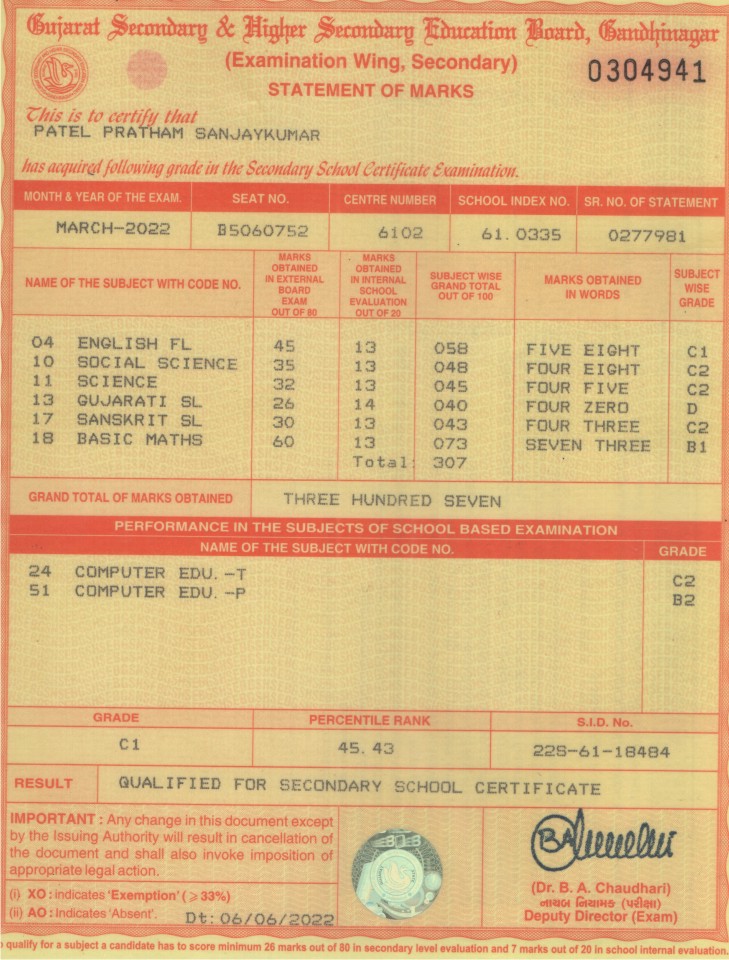 Gujarat Secondary & Higher Secondary Education Board, Gandhinagar
(Examination Wing, Secondary)
0304941
STATEMENT OF MARKS
This is to certify that
PATEL PRATHAM SANJAYKUMAR
has acquired following grade in the Secondary School Certificate Examination.
MONTH & YEAR OF THE EXAM. SEAT NO. CENTRE NUMBER SCHOOL INDEX NO. SR. NO. OF STATEMENT
MARCH-2022 B5060752 6102 61.0335 0277981
NAME OF THE SUBJECT WITH CODE NO. MARKS OBTAINED IN EXTERNAL BOARD EXAM OUT OF 80 MARKS OBTAINED IN INTERNAL SCHOOL EVALUATION OUT OF 20 SUBJECT WISE GRAND TOTAL OUT OF 100 MARKS OBTAINED IN WORDS SUBJECT WISE GRADE
04 ENGLISH FL 45 13 058 FIVE EIGHT C1
10 SOCIAL SCIENCE 35 13 048 FOUR EIGHT C2
11 SCIENCE 32 13 045 FOUR FIVE C2
13 GUJARATI SL 26 14 040 FOUR ZERO D
17 SANSKRIT SL 30 13 043 FOUR THREE C2
18 BASIC MATHS 60 13 073 SEVEN THREE B1
Total: 307
GRAND TOTAL OF MARKS OBTAINED THREE HUNDRED SEVEN
PERFORMANCE IN THE SUBJECTS OF SCHOOL BASED EXAMINATION
NAME OF THE SUBJECT WITH CODE NO. GRADE
24 COMPUTER EDU. -T C2
51 COMPUTER EDU. -P B2
GRADE PERCENTILE RANK S.I.D. No.
C1 45.43 22S-61-18484
RESULT QUALIFIED FOR SECONDARY SCHOOL CERTIFICATE
IMPORTANT : Any change in this document except
by the Issuing Authority will result in cancellation of
the document and shall also invoke imposition of
appropriate legal action.
(i) XO : indicates 'Exemption' (⩾33%)
(ii) AO : Indicates 'Absent'. Dt: 06/06/2022
(Dr. B. A. Chaudhari)
નાયબ નિયામક (પરીક્ષા)
Deputy Director (Exam)
qualify for a subject a candidate has to score minimum 26 marks out of 80 in secondary level evaluation and 7 marks out of 20 in school internal evaluation.